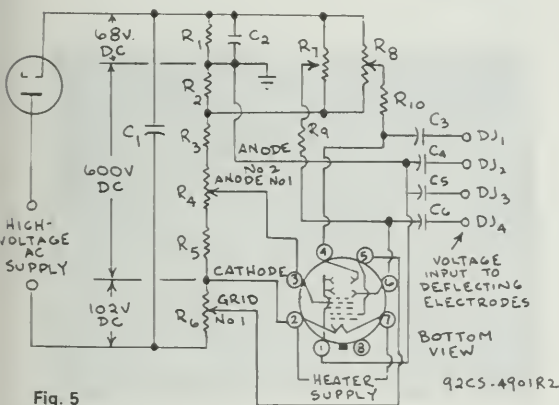 68V.
DC
600V
DC
102V
DC
HIGH-
VOLTAGE
AC
SUPPLY
C1
R1
R2
R3
R4
R5
R6
C2
R7
R8
R9
R10
C3
C4
C5
C6
DJ1
DJ2
DJ3
DJ4
ANODE
No 2
ANODE No1
CATHODE
GRID
No 1
VOLTAGE
INPUT TO
DEFLECTING
ELECTRODES
4
5
3
6
2
7
1
8
BOTTOM
VIEW
HEATER
SUPPLY
92CS-4901R2
Fig. 5